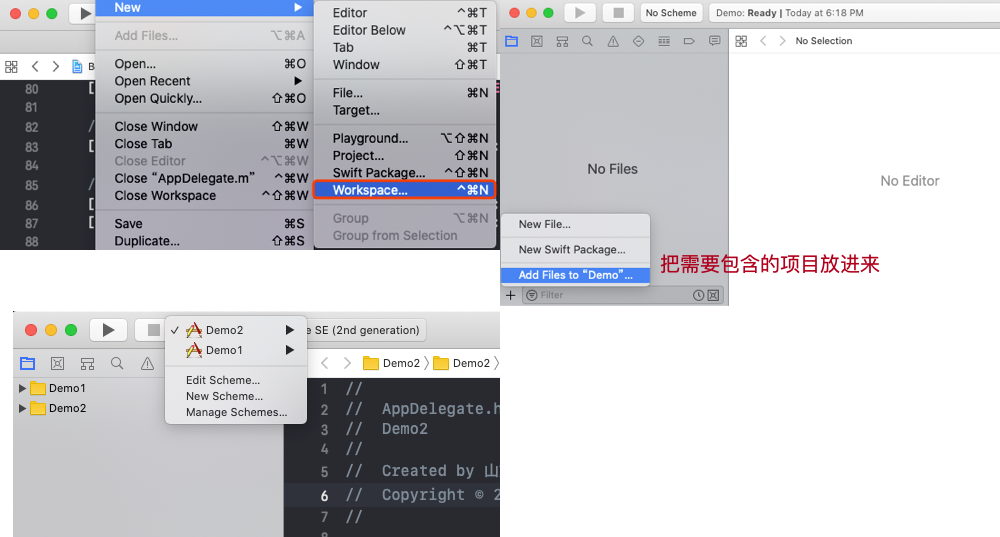 New
Add Files... ⌥⌘A
Open... ⌘O
Open Recent
Open Quickly... ⇧⌘O
Close Window ⇧⌘W
Close Tab ⌘W
Close Editor ⌃⌥⌘W
Close “AppDelegate.m” ⌃⌘W
Close Workspace ⌃⇧⌘W
Save ⌘S
Duplicate... ⇧⌘S
80 [
81
82 /
83 [
84
85 /
86 [
87 [
88
B
Editor ⌃⌘T
Editor Below ⌃⌥⌘T
Tab ⌘T
Window ⇧⌘T
File... ⌘N
Target...
Playground... ⌥⇧⌘N
Project... ⇧⌘N
Swift Package... ⌃⇧⌘N
Workspace... ⌃⌘N
Group ⌥⌘N
Group from Selection
No Scheme
Demo: Ready | Today at 6:18 PM
No Selection
No Files
No Editor
New File...
New Swift Package...
Add Files to “Demo”...
把需要包含的项目放进来
Filter
✓ Demo2
Demo1
Edit Scheme...
New Scheme...
Manage Schemes...
e SE (2nd generation)
Demo2 Demo2
Demo1
Demo2
1 //
2 // AppDelegate.h
3 // Demo2
4 //
5 // Created by 山
6 // Copyright © 2
7 //